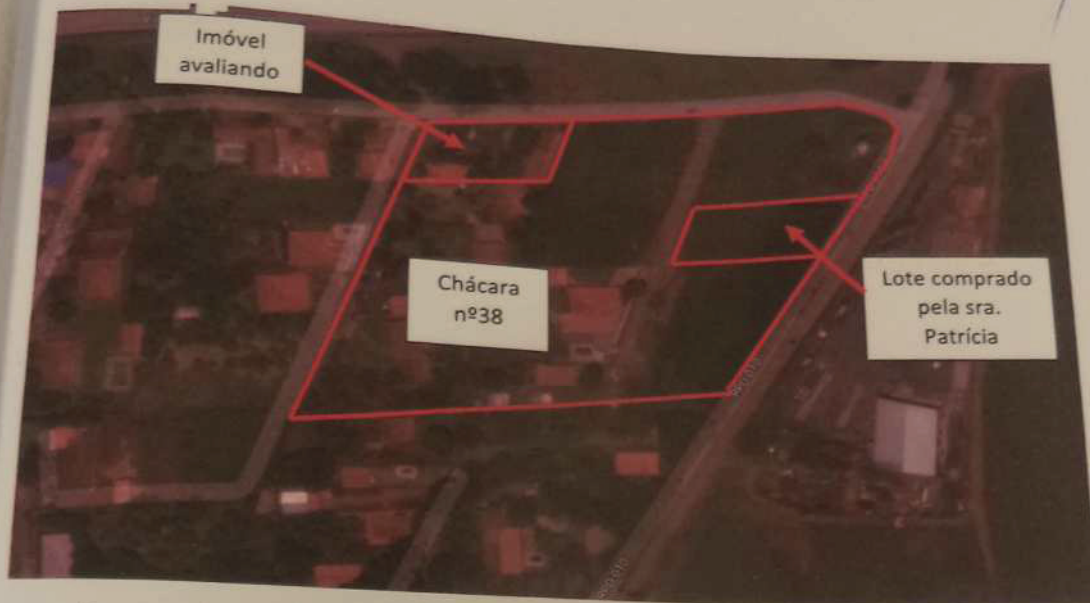 Imóvel
avaliando
Chácara
nº38
Lote comprado
pela sra.
Patrícia